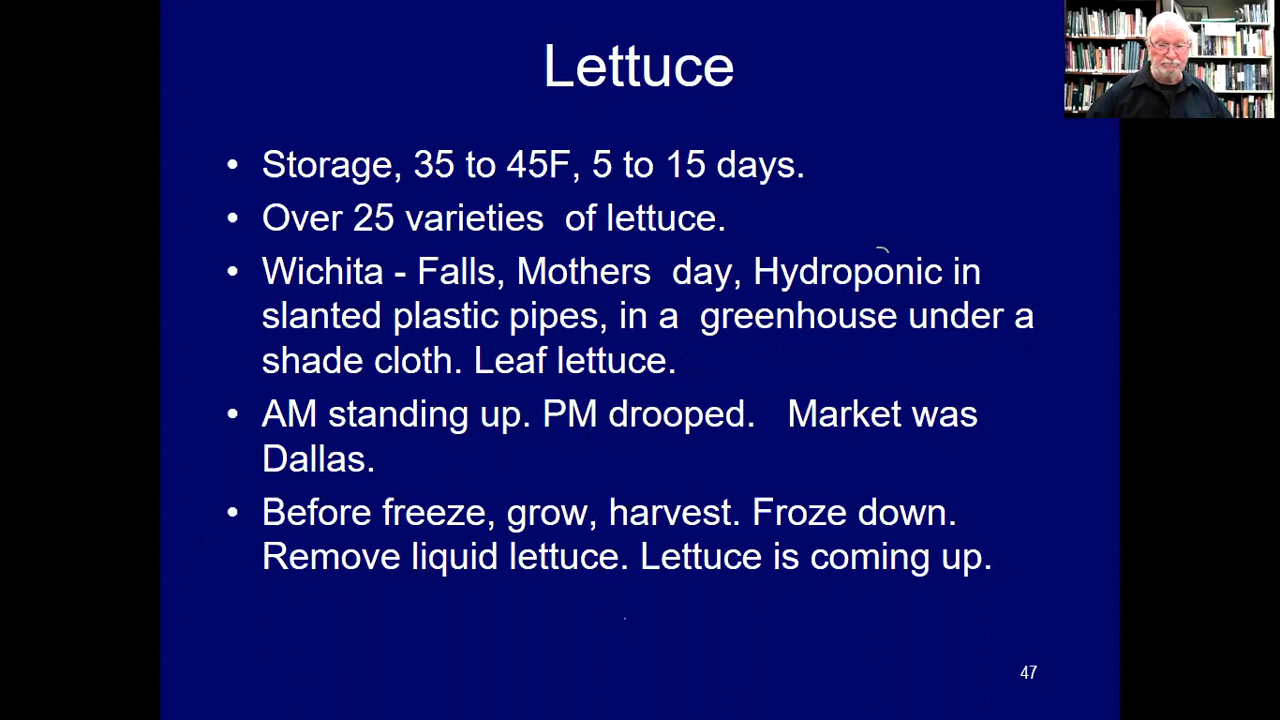 Lettuce
• Storage, 35 to 45F, 5 to 15 days.
• Over 25 varieties  of lettuce.
• Wichita - Falls, Mothers  day, Hydroponic in
slanted plastic pipes, in a  greenhouse under a
shade cloth. Leaf lettuce.
• AM standing up. PM drooped.   Market was
Dallas.
• Before freeze, grow, harvest. Froze down.
Remove liquid lettuce. Lettuce is coming up.
47